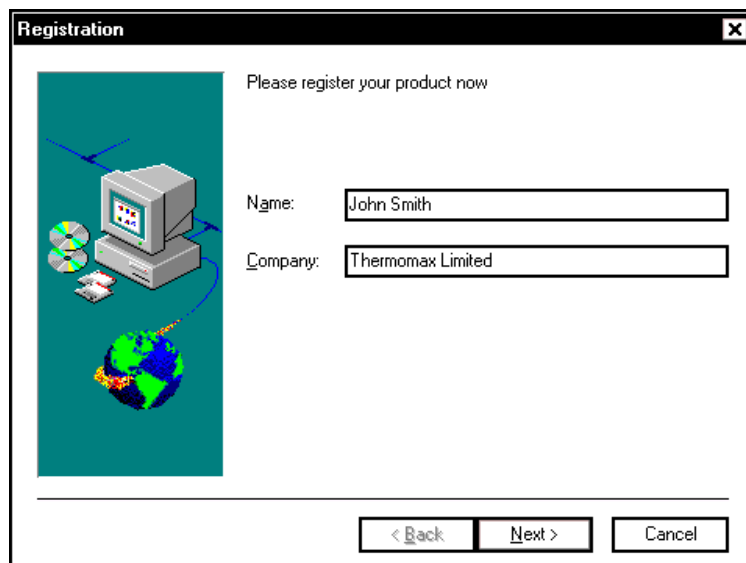 Registration
Please register your product now
Name: John Smith
Company: Thermomax Limited
< Back Next > Cancel